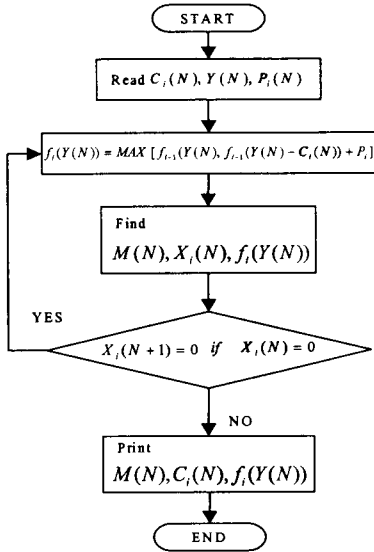 START
Read C_i(N), Y(N), P_i(N)
f_i(Y(N)) = MAX [f_{i-1}(Y(N), f_{i-1}(Y(N) - C_i(N)) + P_i]
Find
M(N), X_i(N), f_i(Y(N))
YES
X_i(N + 1) = 0 if X_i(N) = 0
NO
Print
M(N), C_i(N), f_i(Y(N))
END